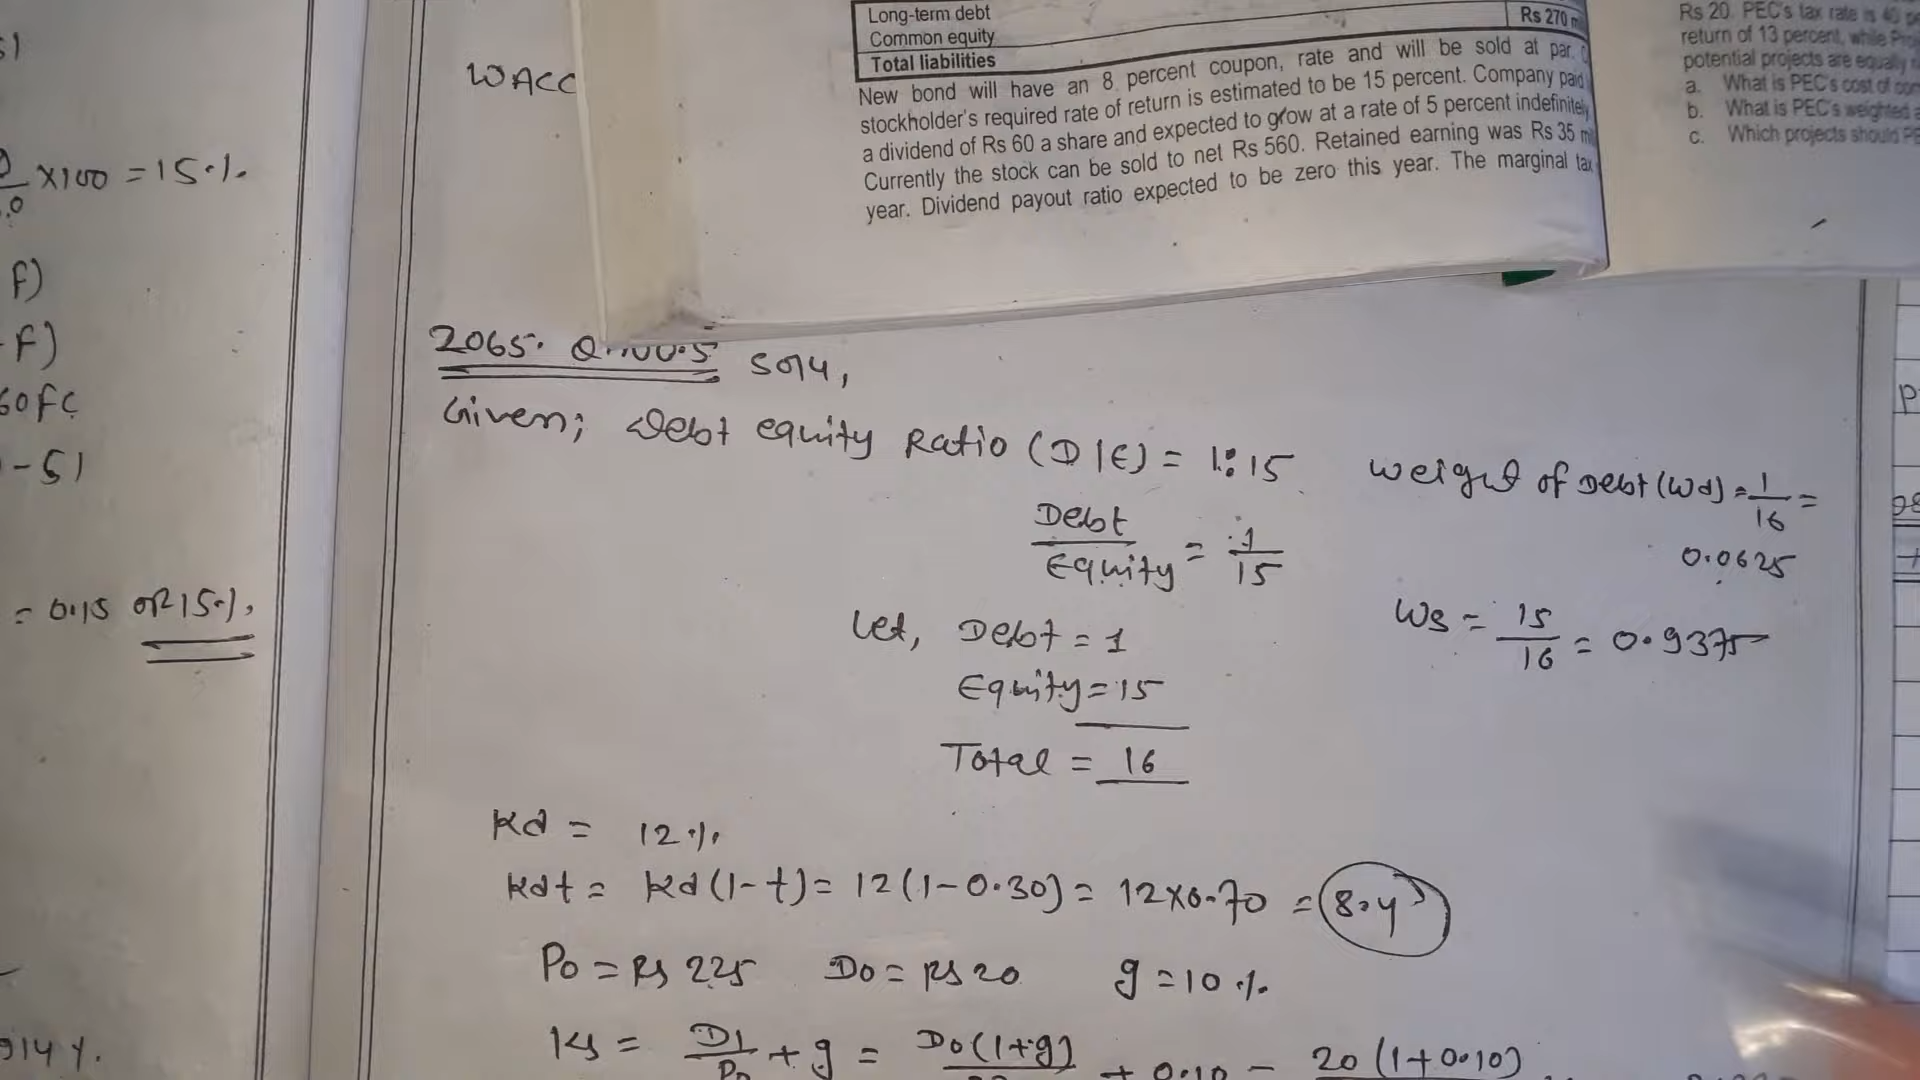 Long-term debt
Common equity
Total liabilities
Rs 270
New bond will have an 8 percent coupon, rate and will be sold at par.
stockholder's required rate of return is estimated to be 15 percent. Company paid
a dividend of Rs 60 a share and expected to grow at a rate of 5 percent indefinitely
Currently the stock can be sold to net Rs 560. Retained earning was Rs 35
year. Dividend payout ratio expected to be zero this year. The marginal tax
Rs 20. PEC's tax rate is 40
return of 13 percent, while
potential projects are equally
a. What is PEC's cost of
b. What is PEC's weighted
c. Which projects should
WACC
x100 = 15%.
F)
F)
= 0.15 or 15%.
914 %.
2065. Q. no. 5 soln,
Given; Debt equity Ratio (D/E) = 1:15
Debt / Equity = 1 / 15
Let, Debt = 1
Equity = 15
Total = 16
Weight of Debt (Wd) = 1 / 16 =
0.0625
Ws = 15 / 16 = 0.9375
Kd = 12%
Kdt = Kd (1-t) = 12 (1-0.30) = 12x0.70 = 8.4
P0 = Rs 225 D0 = Rs 20 g = 10%.
Ks = D1 / P0 + g = D0 (1+g) + 0.10 = 20 (1+0.10)